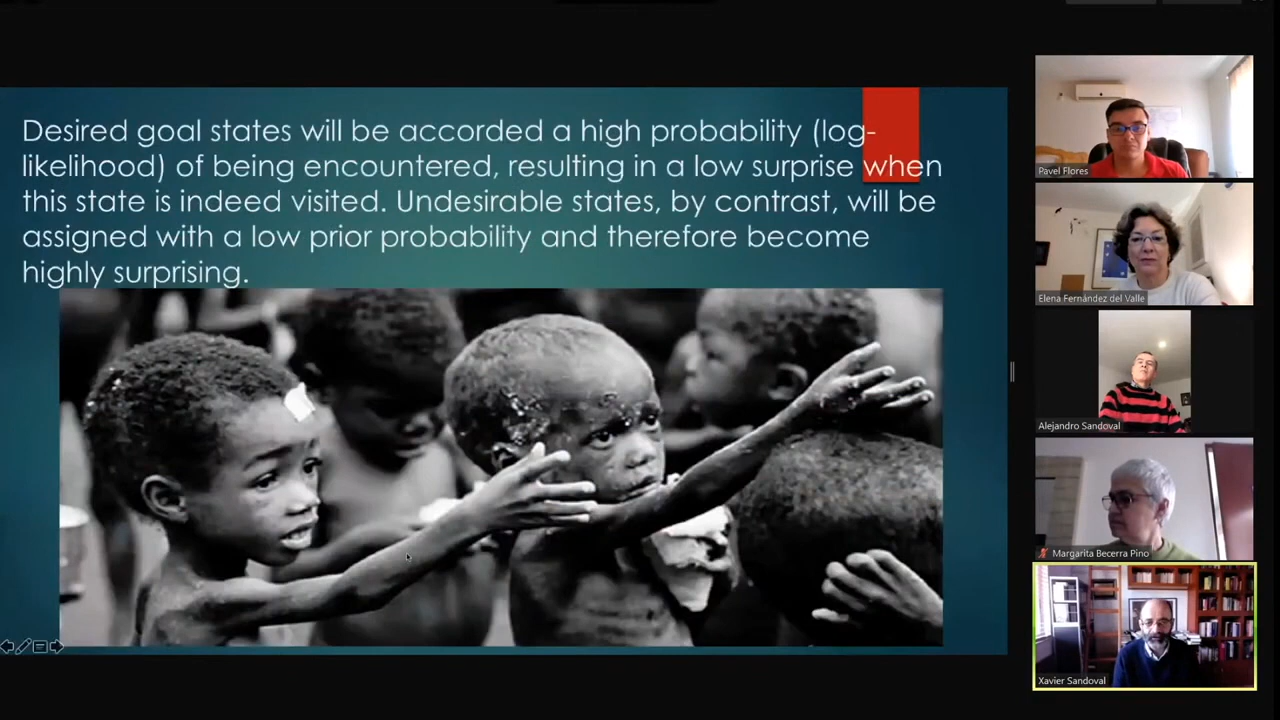 Desired goal states will be accorded a high probability (log-
likelihood) of being encountered, resulting in a low surprise when
this state is indeed visited. Undesirable states, by contrast, will be
assigned with a low prior probability and therefore become
highly surprising.
Pavel Flores
Elena Fernández del Valle
Alejandro Sandoval
Margarita Becerra Pino
Xavier Sandoval